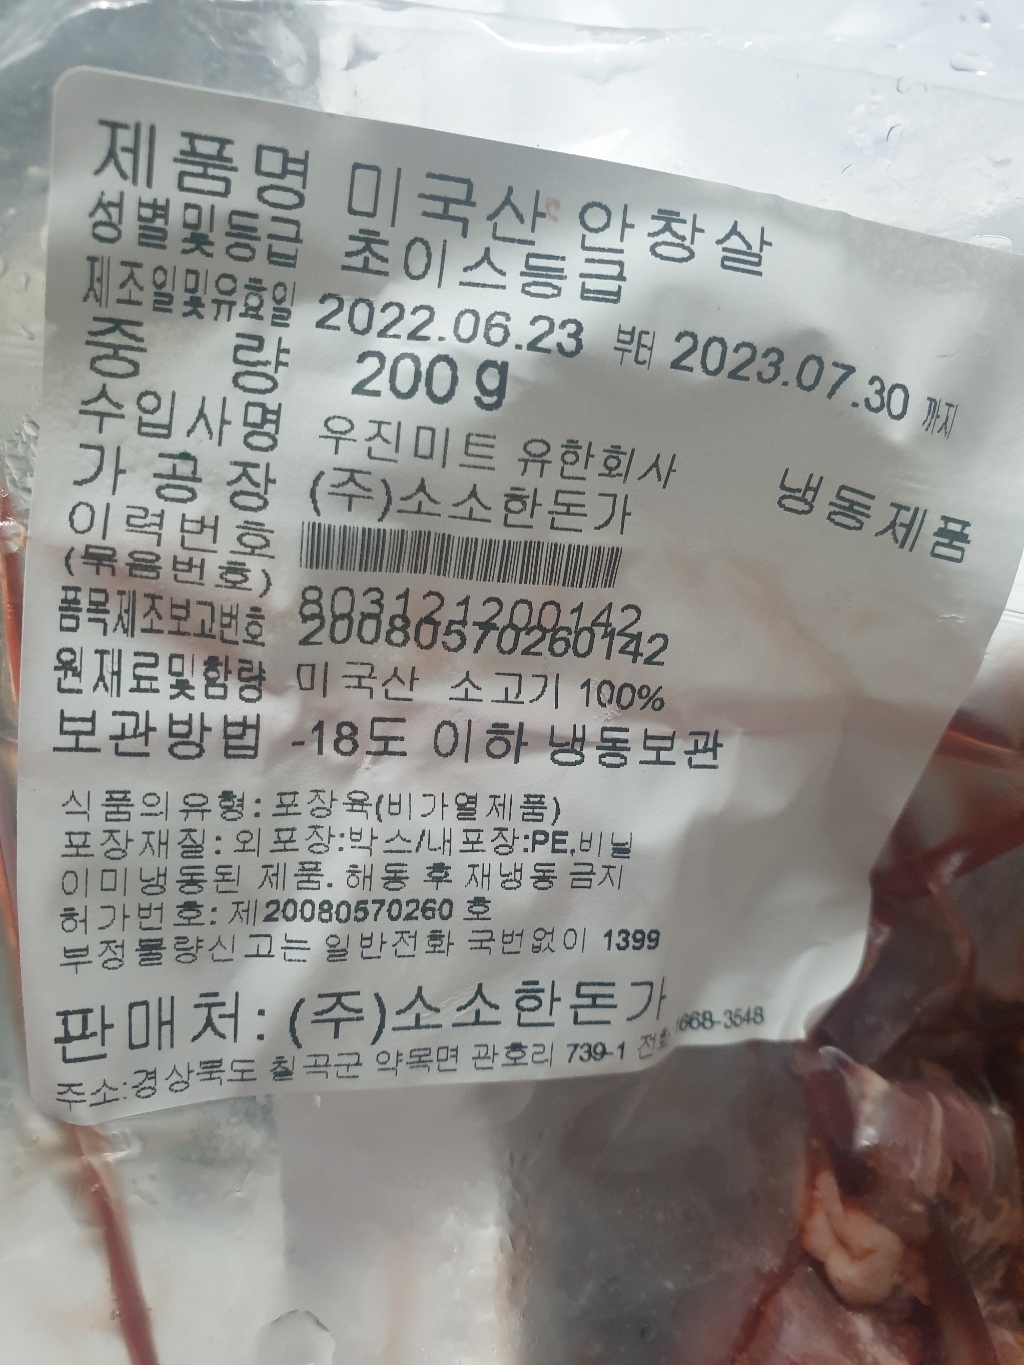 제품명 미국산 안창살
성별및등급 초이스등급
제조일및유효일 2022.06.23 부터 2023.07.30 까지
중 량 200g
수입사명 우진미트 유한회사
냉동제품
가 공 장 (주)소소한돈가
이력번호
(묶음번호) 803121200142
품목제조보고번호 20080570260142
원재료및함량 미국산 소고기 100%
보관방법 -18도 이하 냉동보관
식품의유형: 포장육(비가열제품)
포장재질: 외포장:박스/내포장:PE,비닐
이미냉동된 제품. 해동 후 재냉동 금지
허가번호: 제20080570260 호
부정불량신고는 일반전화 국번없이 1399
판매처: (주)소소한돈가
주소:경상북도 칠곡군 약목면 관호리 739-1 전화 1668-3548